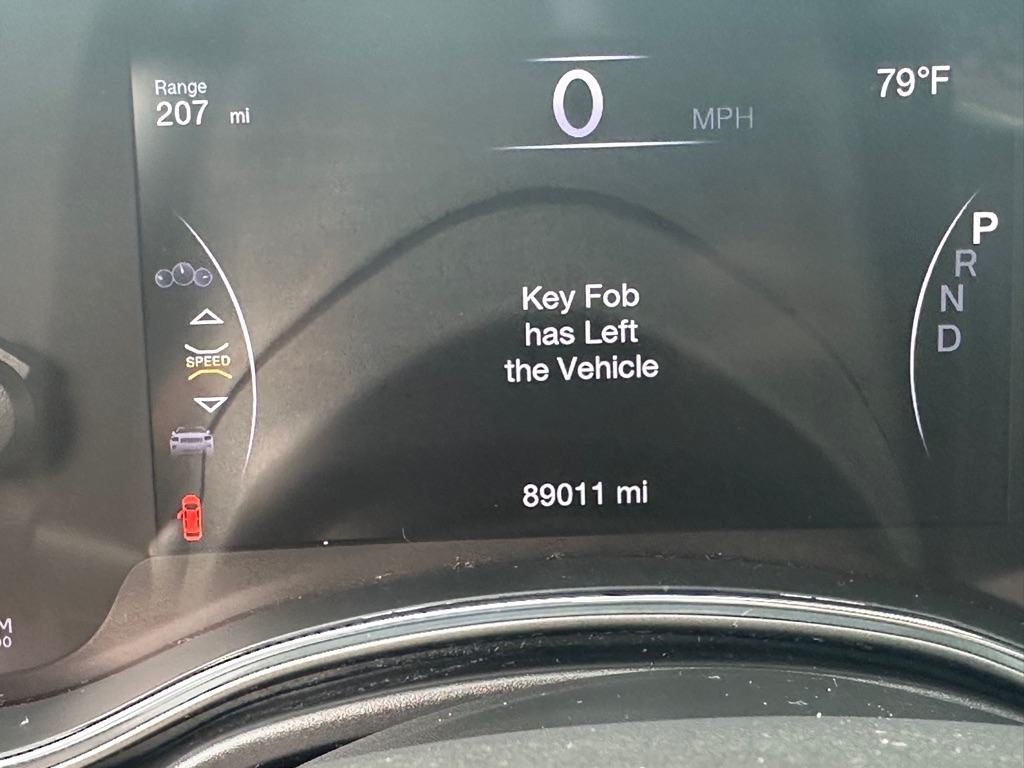 Range
207 mi
0
MPH
79°F
P
R
N
D
SPEED
Key Fob
has Left
the Vehicle
89011 mi